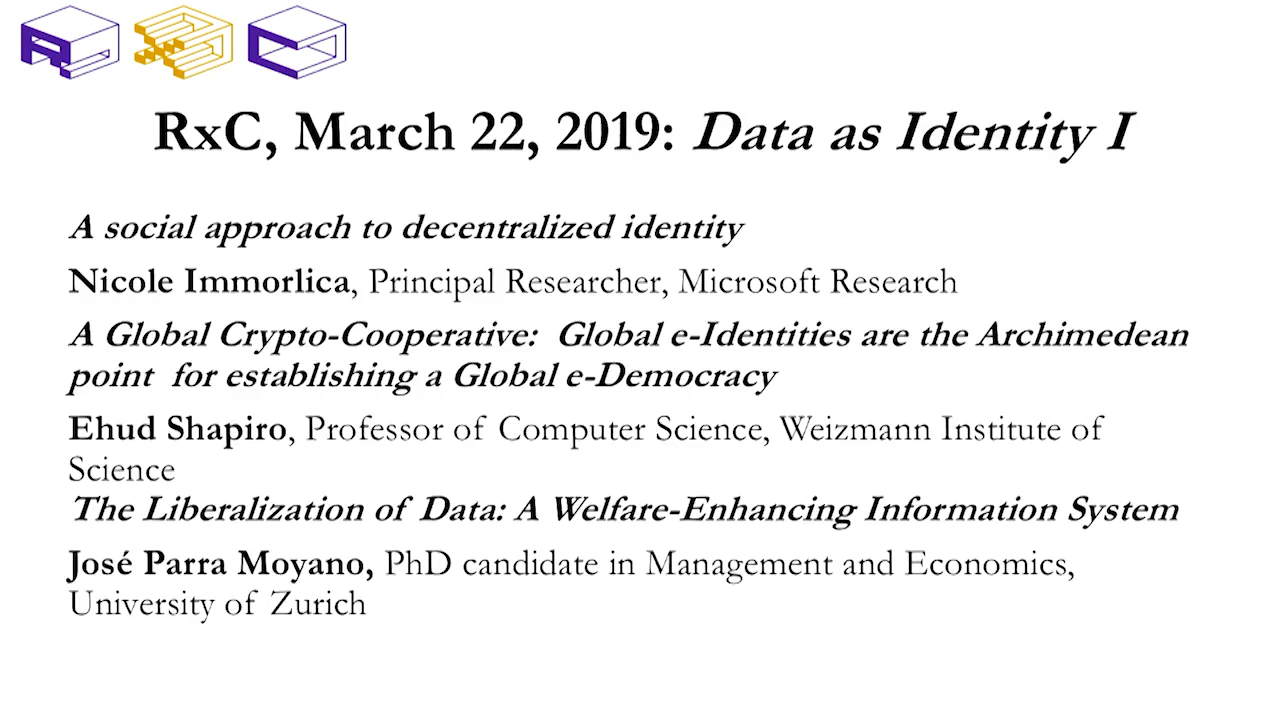 RxC
RxC, March 22, 2019: Data as Identity I
A social approach to decentralized identity
Nicole Immorlica, Principal Researcher, Microsoft Research
A Global Crypto-Cooperative: Global e-Identities are the Archimedean
point for establishing a Global e-Democracy
Ehud Shapiro, Professor of Computer Science, Weizmann Institute of
Science
The Liberalization of Data: A Welfare-Enhancing Information System
José Parra Moyano, PhD candidate in Management and Economics,
University of Zurich